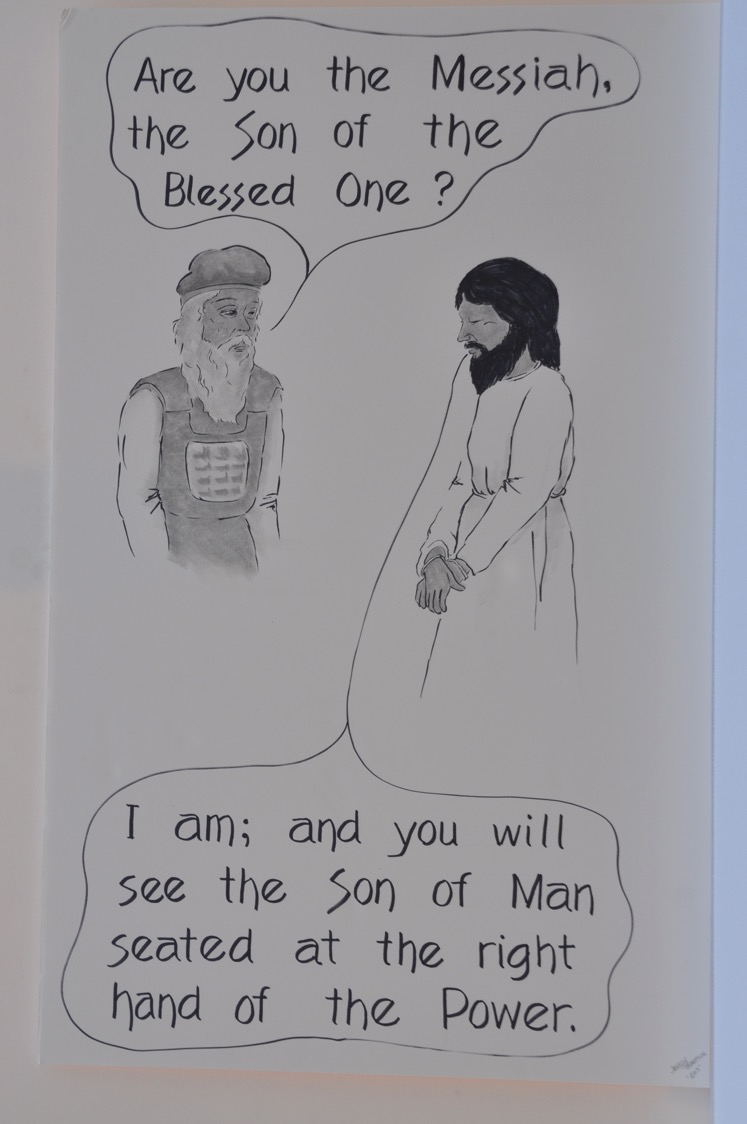 Are you the Messiah,
the Son of the
Blessed One ?
I am; and you will
see the Son of Man
seated at the right
hand of the Power.